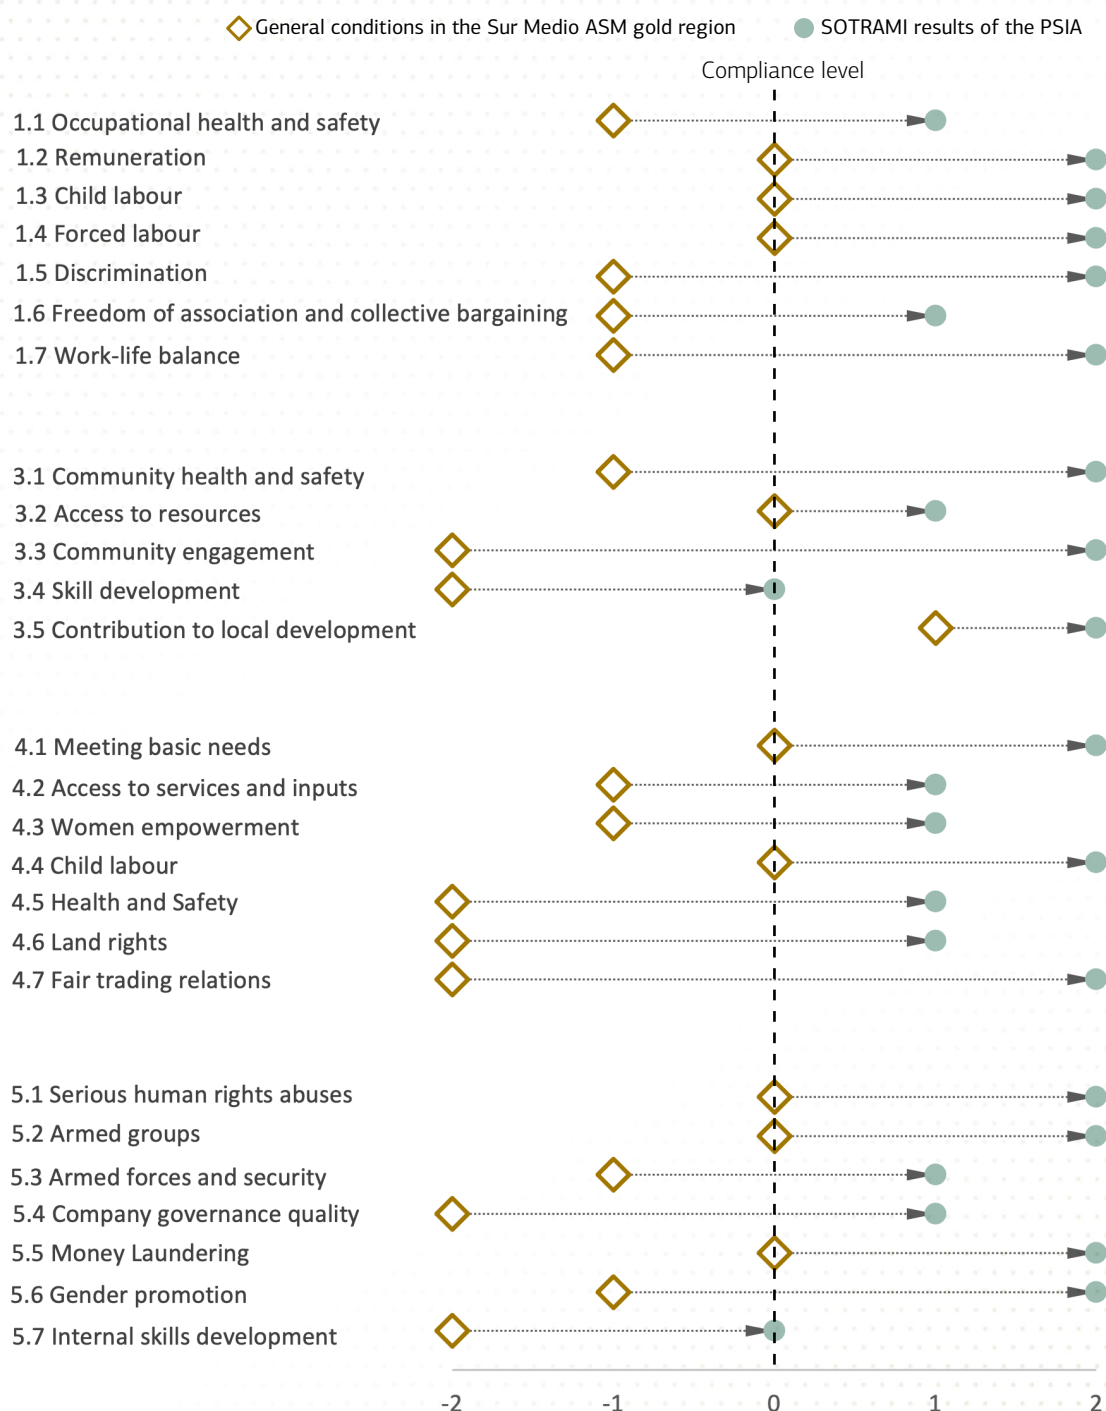 General conditions in the Sur Medio ASM gold region
SOTRAMI results of the PSIA
Compliance level
1.1 Occupational health and safety
1.2 Remuneration
1.3 Child labour
1.4 Forced labour
1.5 Discrimination
1.6 Freedom of association and collective bargaining
1.7 Work-life balance
3.1 Community health and safety
3.2 Access to resources
3.3 Community engagement
3.4 Skill development
3.5 Contribution to local development
4.1 Meeting basic needs
4.2 Access to services and inputs
4.3 Women empowerment
4.4 Child labour
4.5 Health and Safety
4.6 Land rights
4.7 Fair trading relations
5.1 Serious human rights abuses
5.2 Armed groups
5.3 Armed forces and security
5.4 Company governance quality
5.5 Money Laundering
5.6 Gender promotion
5.7 Internal skills development
-2 -1 0 1 2